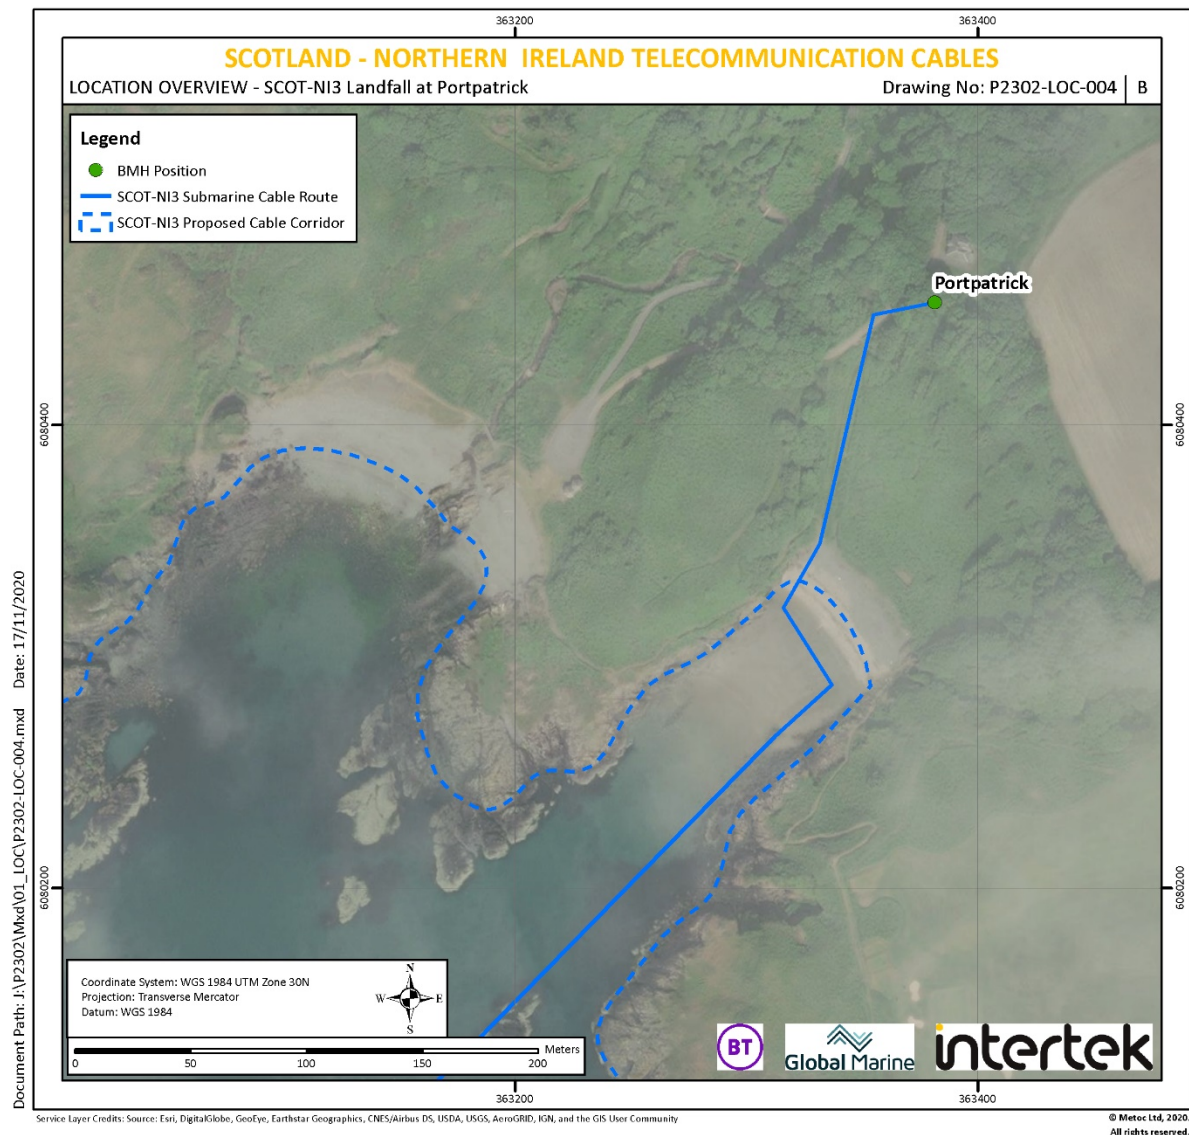 363200 363400
SCOTLAND - NORTHERN IRELAND TELECOMMUNICATION CABLES
LOCATION OVERVIEW - SCOT-NI3 Landfall at Portpatrick Drawing No: P2302-LOC-004 B
Legend
BMH Position
SCOT-NI3 Submarine Cable Route
SCOT-NI3 Proposed Cable Corridor
Portpatrick
6080400 6080400
6080200 6080200
Document Path: J:\P2302\Mxd\01_LOC\P2302-LOC-004.mxd Date: 17/11/2020
Coordinate System: WGS 1984 UTM Zone 30N
Projection: Transverse Mercator
Datum: WGS 1984
N
W E
S
Meters
0 50 100 150 200
BT
Global Marine
intertek
363200 363400
Service Layer Credits: Source: Esri, DigitalGlobe, GeoEye, Earthstar Geographics, CNES/Airbus DS, USDA, USGS, AeroGRID, IGN, and the GIS User Community
© Metoc Ltd, 2020.
All rights reserved.